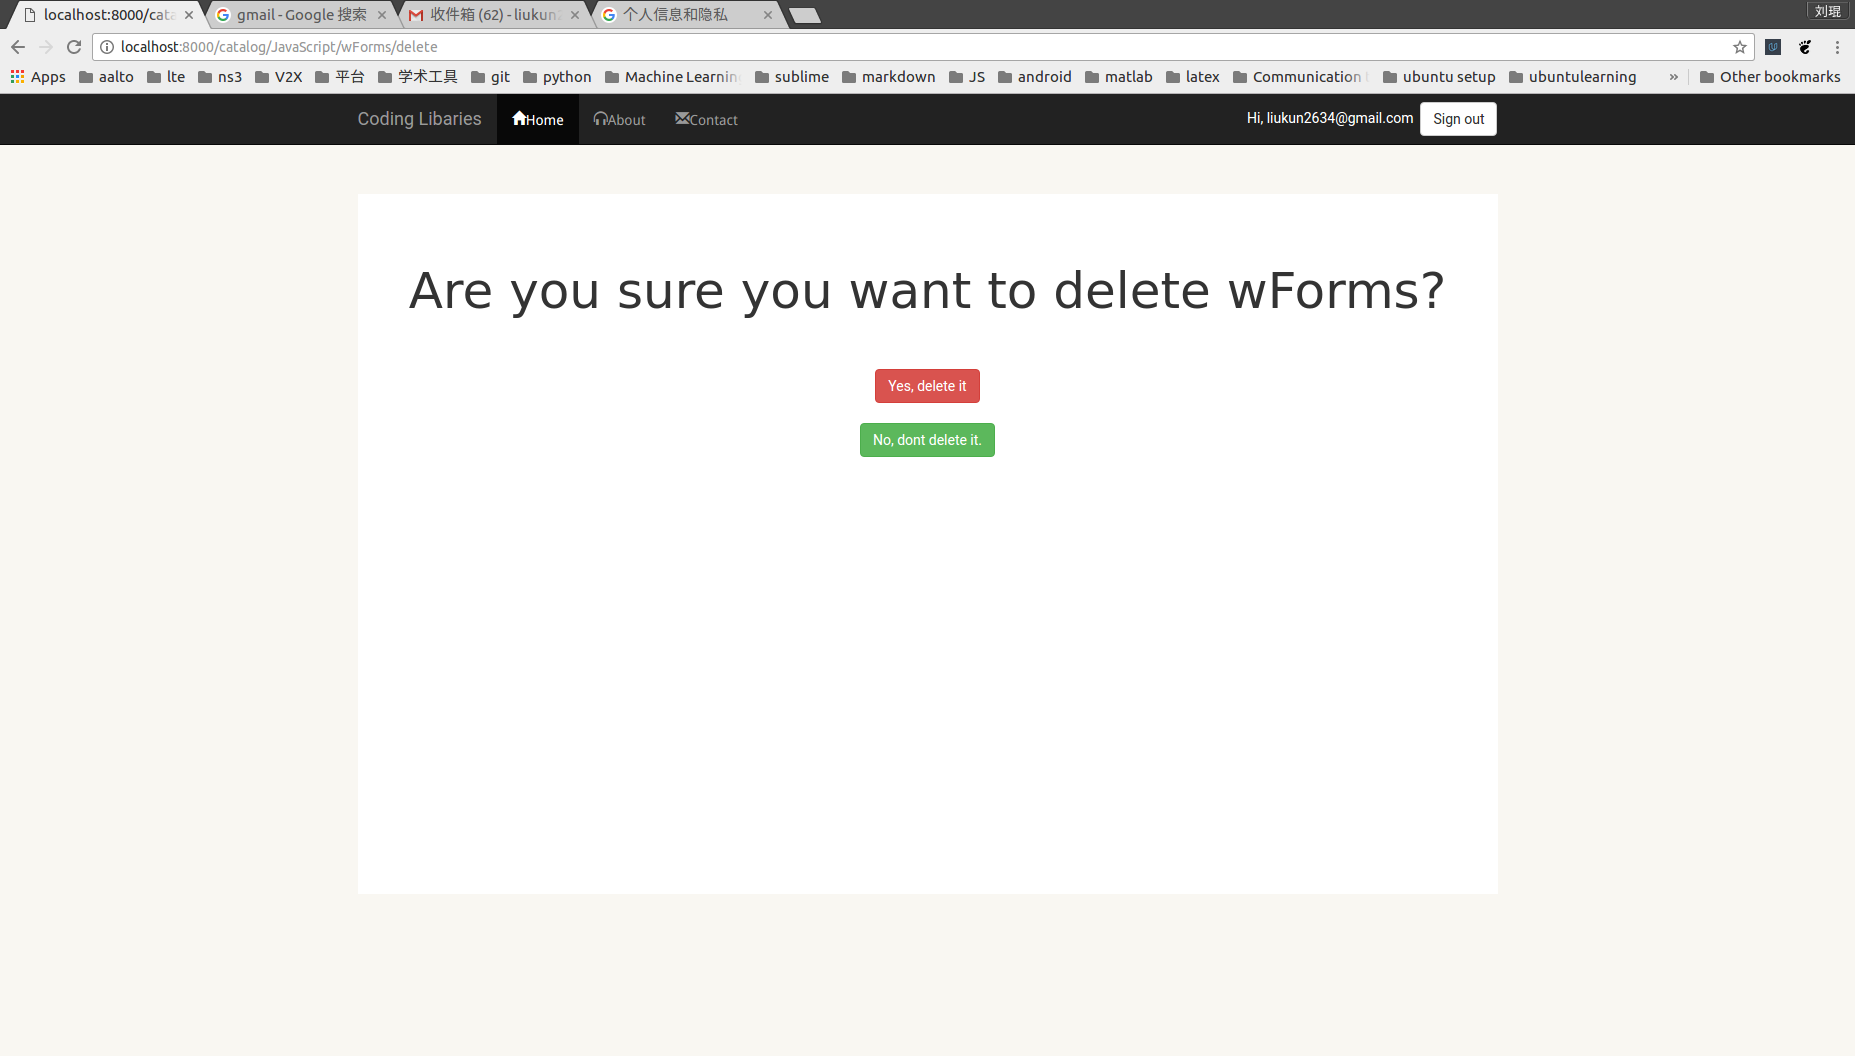 localhost:8000/cata
gmail - Google 搜索
收件箱 (62) - liukun2
个人信息和隐私
刘琨
localhost:8000/catalog/JavaScript/wForms/delete
Apps aalto lte ns3 V2X 平台 学术工具 git python Machine Learning sublime markdown JS android matlab latex Communication ubuntu setup ubuntulearning » Other bookmarks
Coding Libaries Home About Contact Hi, liukun2634@gmail.com Sign out
Are you sure you want to delete wForms?
Yes, delete it
No, dont delete it.